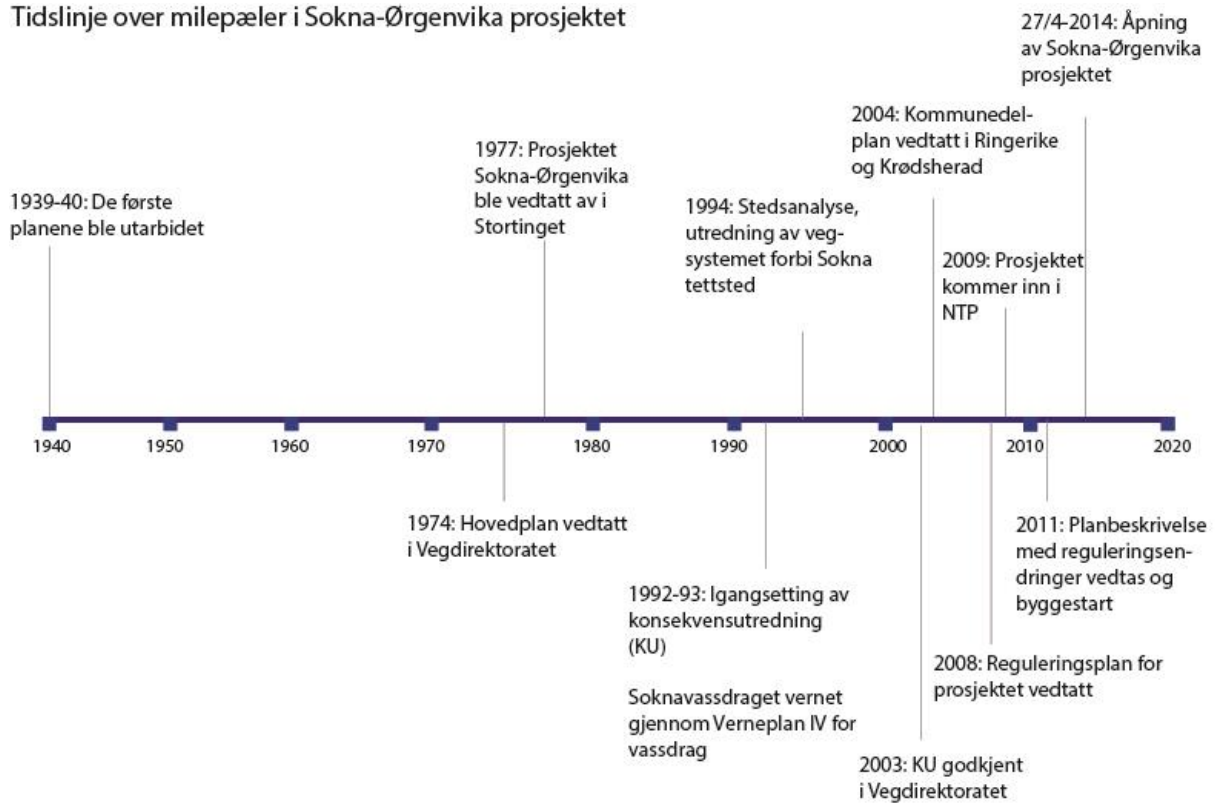 Tidslinje over milepæler i Sokna-Ørgenvika prosjektet
27/4-2014: Åpning
av Sokna-Ørgenvika
prosjektet
2004: Kommunedel-
plan vedtatt i Ringerike
og Krødsherad
1977: Prosjektet
Sokna-Ørgenvika
ble vedtatt av i
Stortinget
1939-40: De første
planene ble utarbidet
1994: Stedsanalyse,
utredning av veg-
systemet forbi Sokna
tettsted
2009: Prosjektet
kommer inn i
NTP
1940 1950 1960 1970 1980 1990 2000 2010 2020
1974: Hovedplan vedtatt
i Vegdirektoratet
2011: Planbeskrivelse
med reguleringsen-
dringer vedtas og
byggestart
1992-93: Igangsetting av
konsekvensutredning
(KU)
Soknavassdraget vernet
gjennom Verneplan IV for
vassdrag
2008: Reguleringsplan for
prosjektet vedtatt
2003: KU godkjent
i Vegdirektoratet